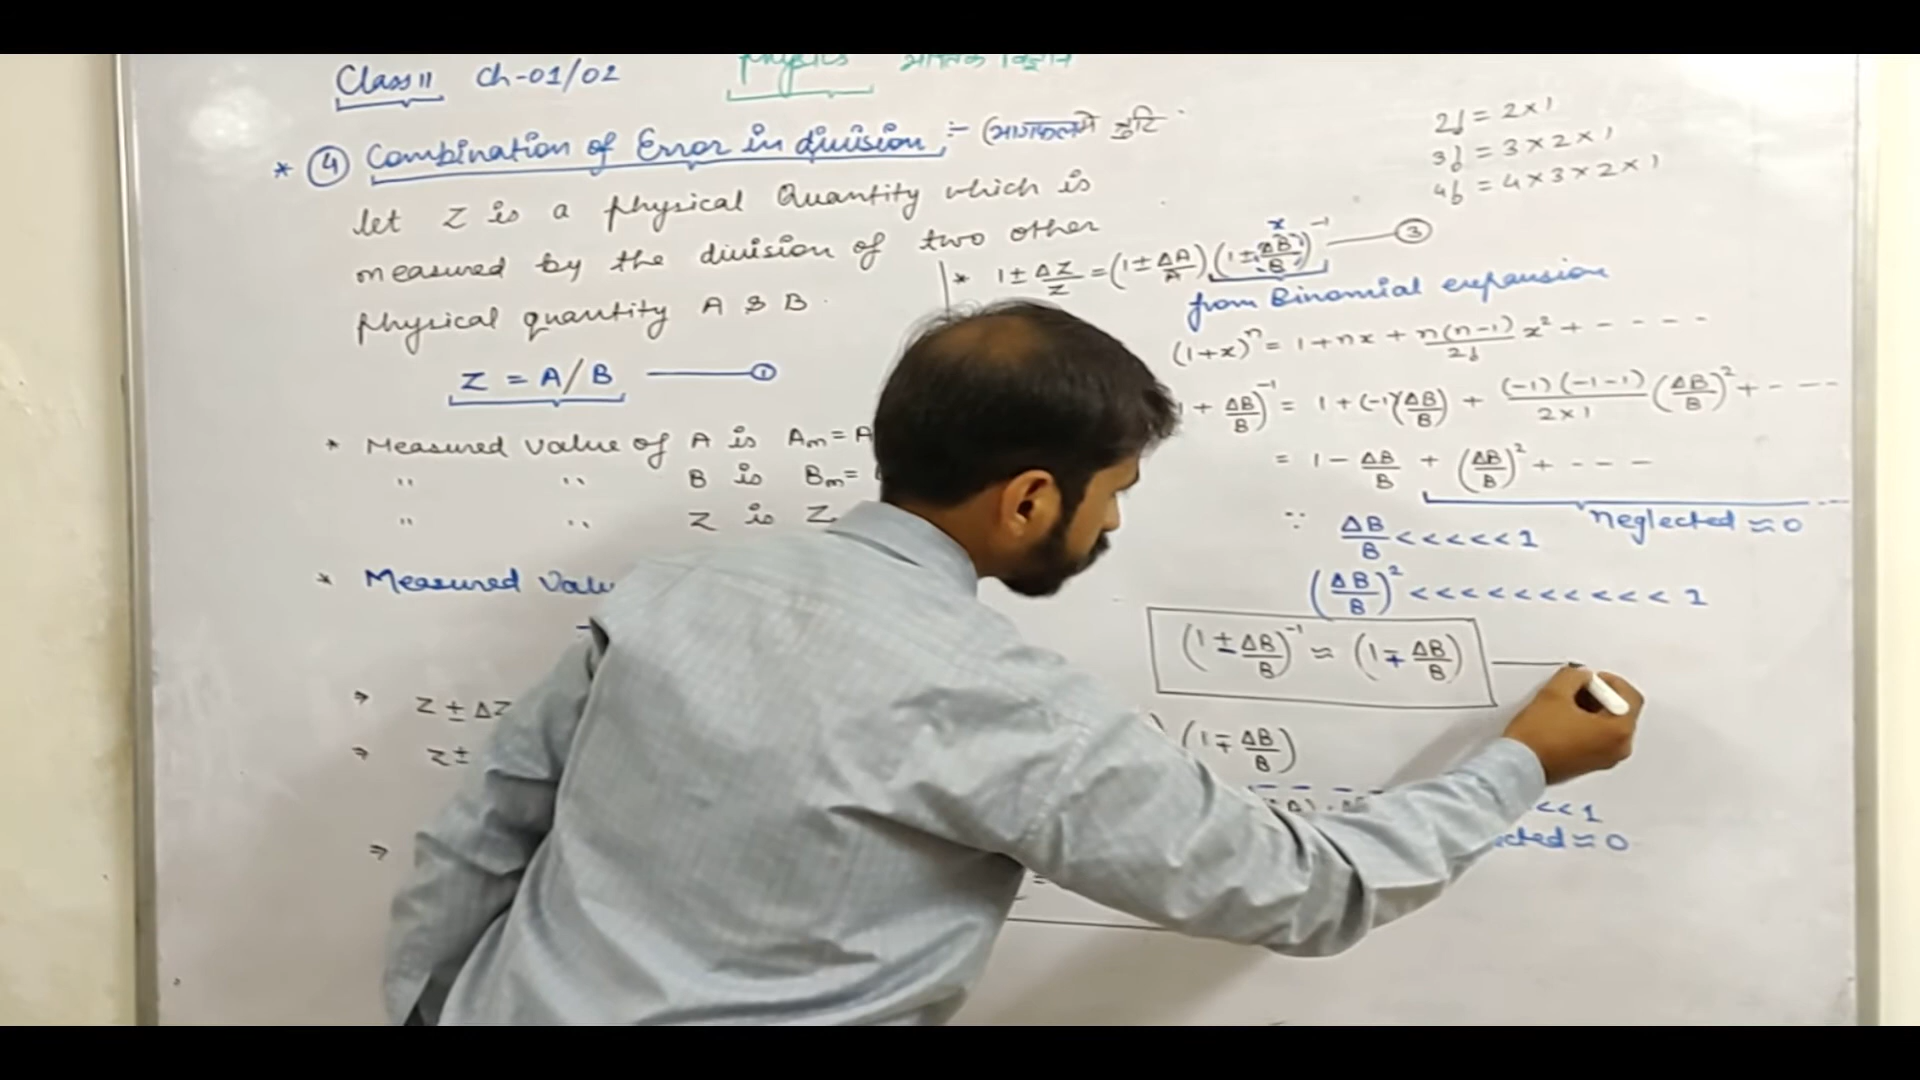 Class 11 Ch-01/02 Physics
* ④ Combination of Error in division :- (भागफल में त्रुटि
let Z is a physical Quantity which is
measured by the division of two other
physical quantity A & B.
Z = A/B —— ①
* Measured Value of A is Am = A
" " B is Bm =
" " Z is Z
* Measured Valu
⇒ Z ± ΔZ
⇒ Z ±
⇒
2! = 2×1
3! = 3×2×1
4! = 4×3×2×1
* 1 ± ΔZ/Z = (1 ± ΔA/A)(1 ± ΔB/B)⁻¹ —— ③
x
from Binomial expansion
(1+x)ⁿ = 1 + nx + n(n-1)/2! x² + - - - -
1 + ΔB/B)⁻¹ = 1 + (-1)(ΔB/B) + (-1)(-1-1)/2×1 (ΔB/B)² + - - - -
= 1 - ΔB/B + (ΔB/B)² + - - -
neglected ≈ 0
∵ ΔB/B <<<<< 1
(ΔB/B)² <<<<<<<<<<< 1
(1 ± ΔB/B)⁻¹ ≈ (1 ∓ ΔB/B)
) (1 ∓ ΔB/B)
<< 1
cted ≈ 0